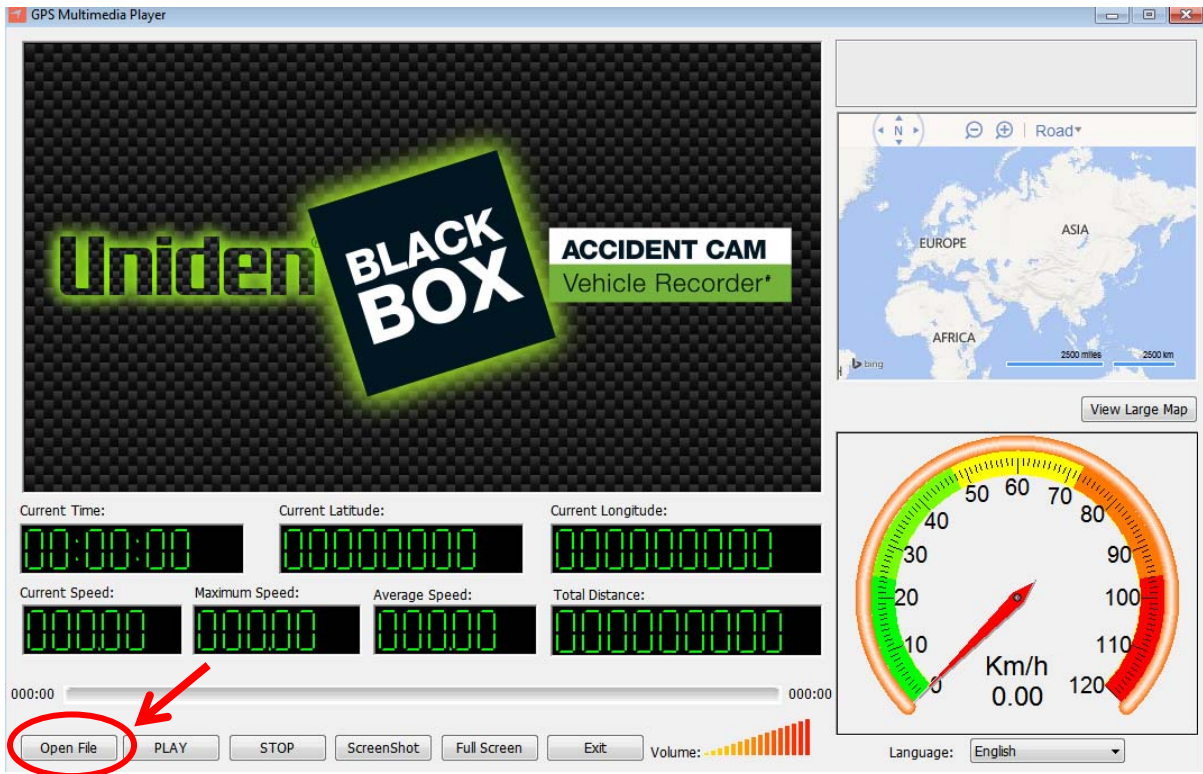 GPS Multimedia Player
Uniden®
BLACK
BOX
ACCIDENT CAM
Vehicle Recorder
N
Road
EUROPE
ASIA
AFRICA
2500 miles
2500 km
bing
View Large Map
Current Time:
Current Latitude:
Current Longitude:
00:00:00
00000000
000000000
Current Speed:
Maximum Speed:
Average Speed:
Total Distance:
000.00
000.00
000.00
000000000
0
10
20
30
40
50
60
70
80
90
100
110
120
Km/h
0.00
000:00
000:00
Open File
PLAY
STOP
ScreenShot
Full Screen
Exit
Volume:
Language:
English